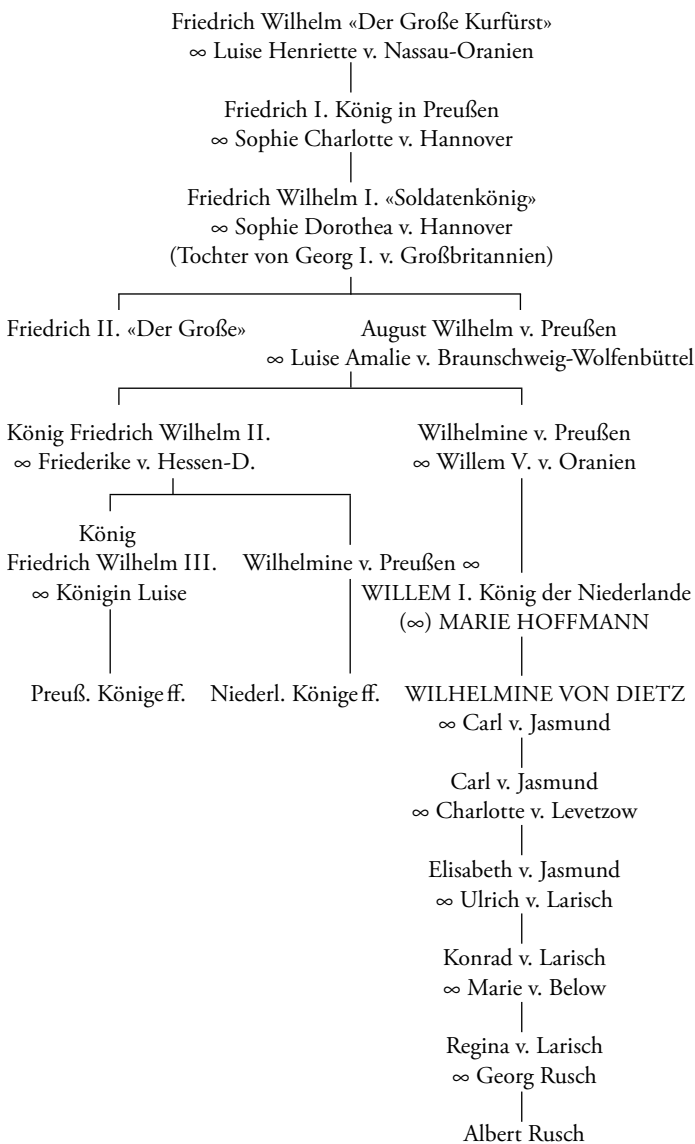 Friedrich Wilhelm «Der Große Kurfürst»
∞ Luise Henriette v. Nassau-Oranien
Friedrich I. König in Preußen
∞ Sophie Charlotte v. Hannover
Friedrich Wilhelm I. «Soldatenkönig»
∞ Sophie Dorothea v. Hannover
(Tochter von Georg I. v. Großbritannien)
Friedrich II. «Der Große»
August Wilhelm v. Preußen
∞ Luise Amalie v. Braunschweig-Wolfenbüttel
König Friedrich Wilhelm II.
∞ Friederike v. Hessen-D.
Wilhelmine v. Preußen
∞ Willem V. v. Oranien
König
Friedrich Wilhelm III.
∞ Königin Luise
Wilhelmine v. Preußen ∞
WILLEM I. König der Niederlande
(∞) MARIE HOFFMANN
Preuß. Könige ff.
Niederl. Könige ff.
WILHELMINE VON DIETZ
∞ Carl v. Jasmund
Carl v. Jasmund
∞ Charlotte v. Levetzow
Elisabeth v. Jasmund
∞ Ulrich v. Larisch
Konrad v. Larisch
∞ Marie v. Below
Regina v. Larisch
∞ Georg Rusch
Albert Rusch